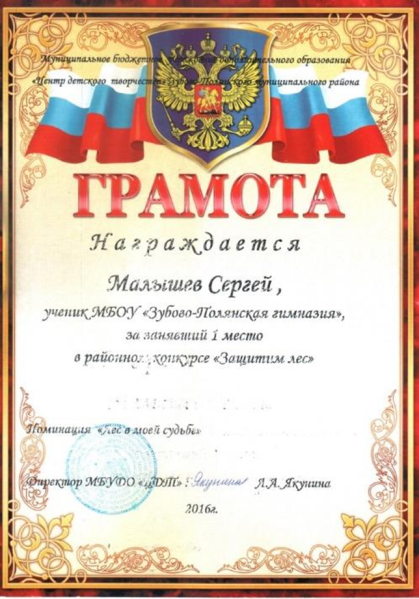 Муниципальное бюджетное учреждение дополнительного образования
«Центр детского творчества» Зубово-Полянского муниципального района
ГРАМОТА
Награждается
Малышев Сергей,
ученик МБОУ «Зубово-Полянская гимназия»,
за занявший 1 место
в районном конкурсе «Защитим лес»
Номинация «Лес в моей судьбе»
Директор МБУДО «ЦДТ» : Якунина Л.А. Якунина
2016г.